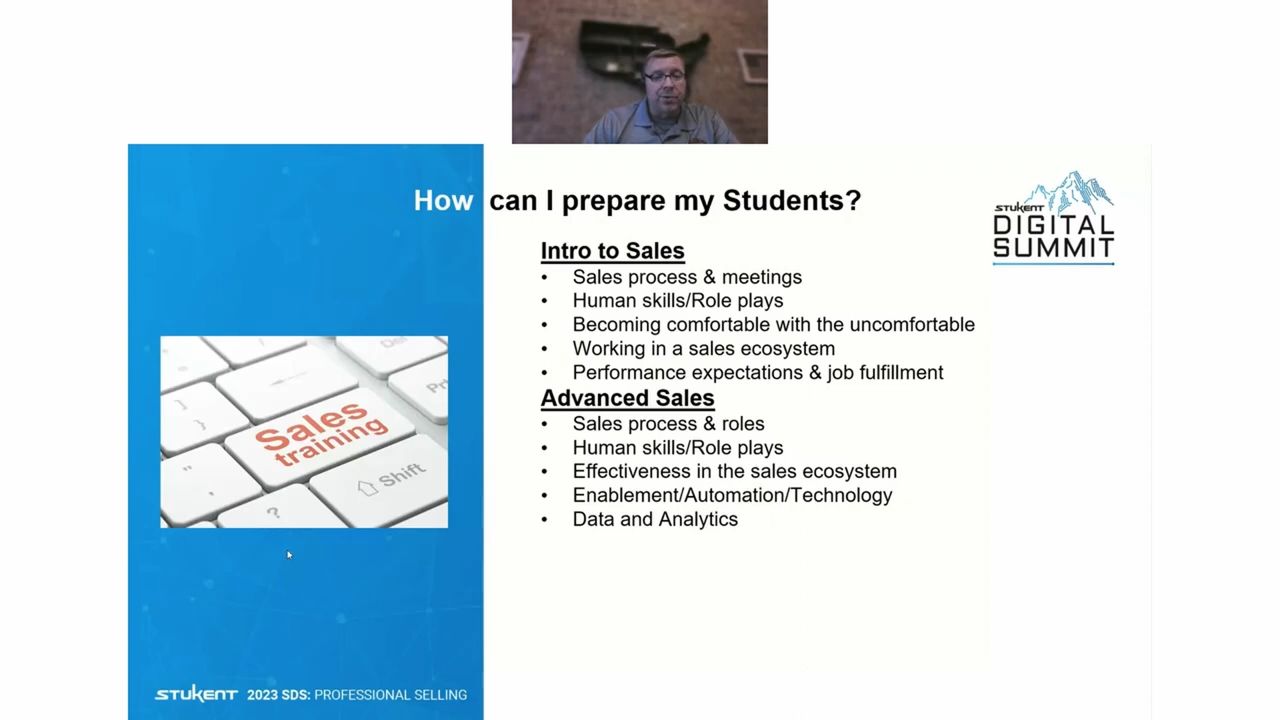 How can I prepare my Students?
STUKENT
DIGITAL
SUMMIT
Intro to Sales
• Sales process & meetings
• Human skills/Role plays
• Becoming comfortable with the uncomfortable
• Working in a sales ecosystem
• Performance expectations & job fulfillment
Advanced Sales
• Sales process & roles
• Human skills/Role plays
• Effectiveness in the sales ecosystem
• Enablement/Automation/Technology
• Data and Analytics
Del
Sales
training
Shift
?
STUKENT 2023 SDS: PROFESSIONAL SELLING